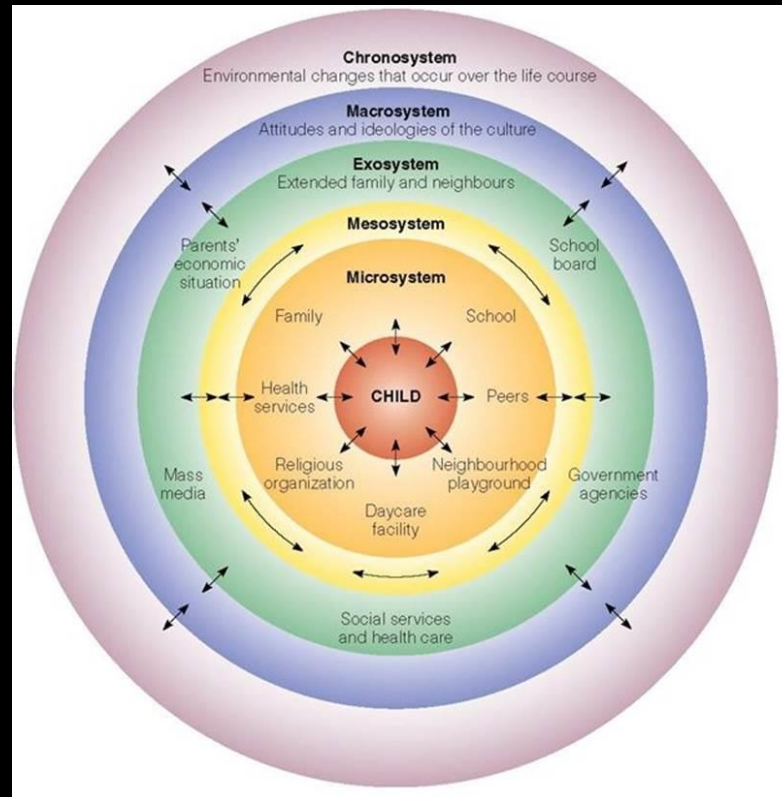 Chronosystem
Environmental changes that occur over the life course
Macrosystem
Attitudes and ideologies of the culture
Exosystem
Extended family and neighbours
Mesosystem
Parents'
economic
situation
School
board
Microsystem
Family
School
Health
services
CHILD
Peers
Religious
organization
Neighbourhood
playground
Mass
media
Government
agencies
Daycare
facility
Social services
and health care